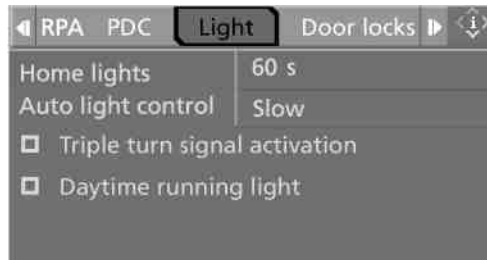 RPA PDC Light Door locks i
Home lights 60 s
Auto light control Slow
Triple turn signal activation
Daytime running light